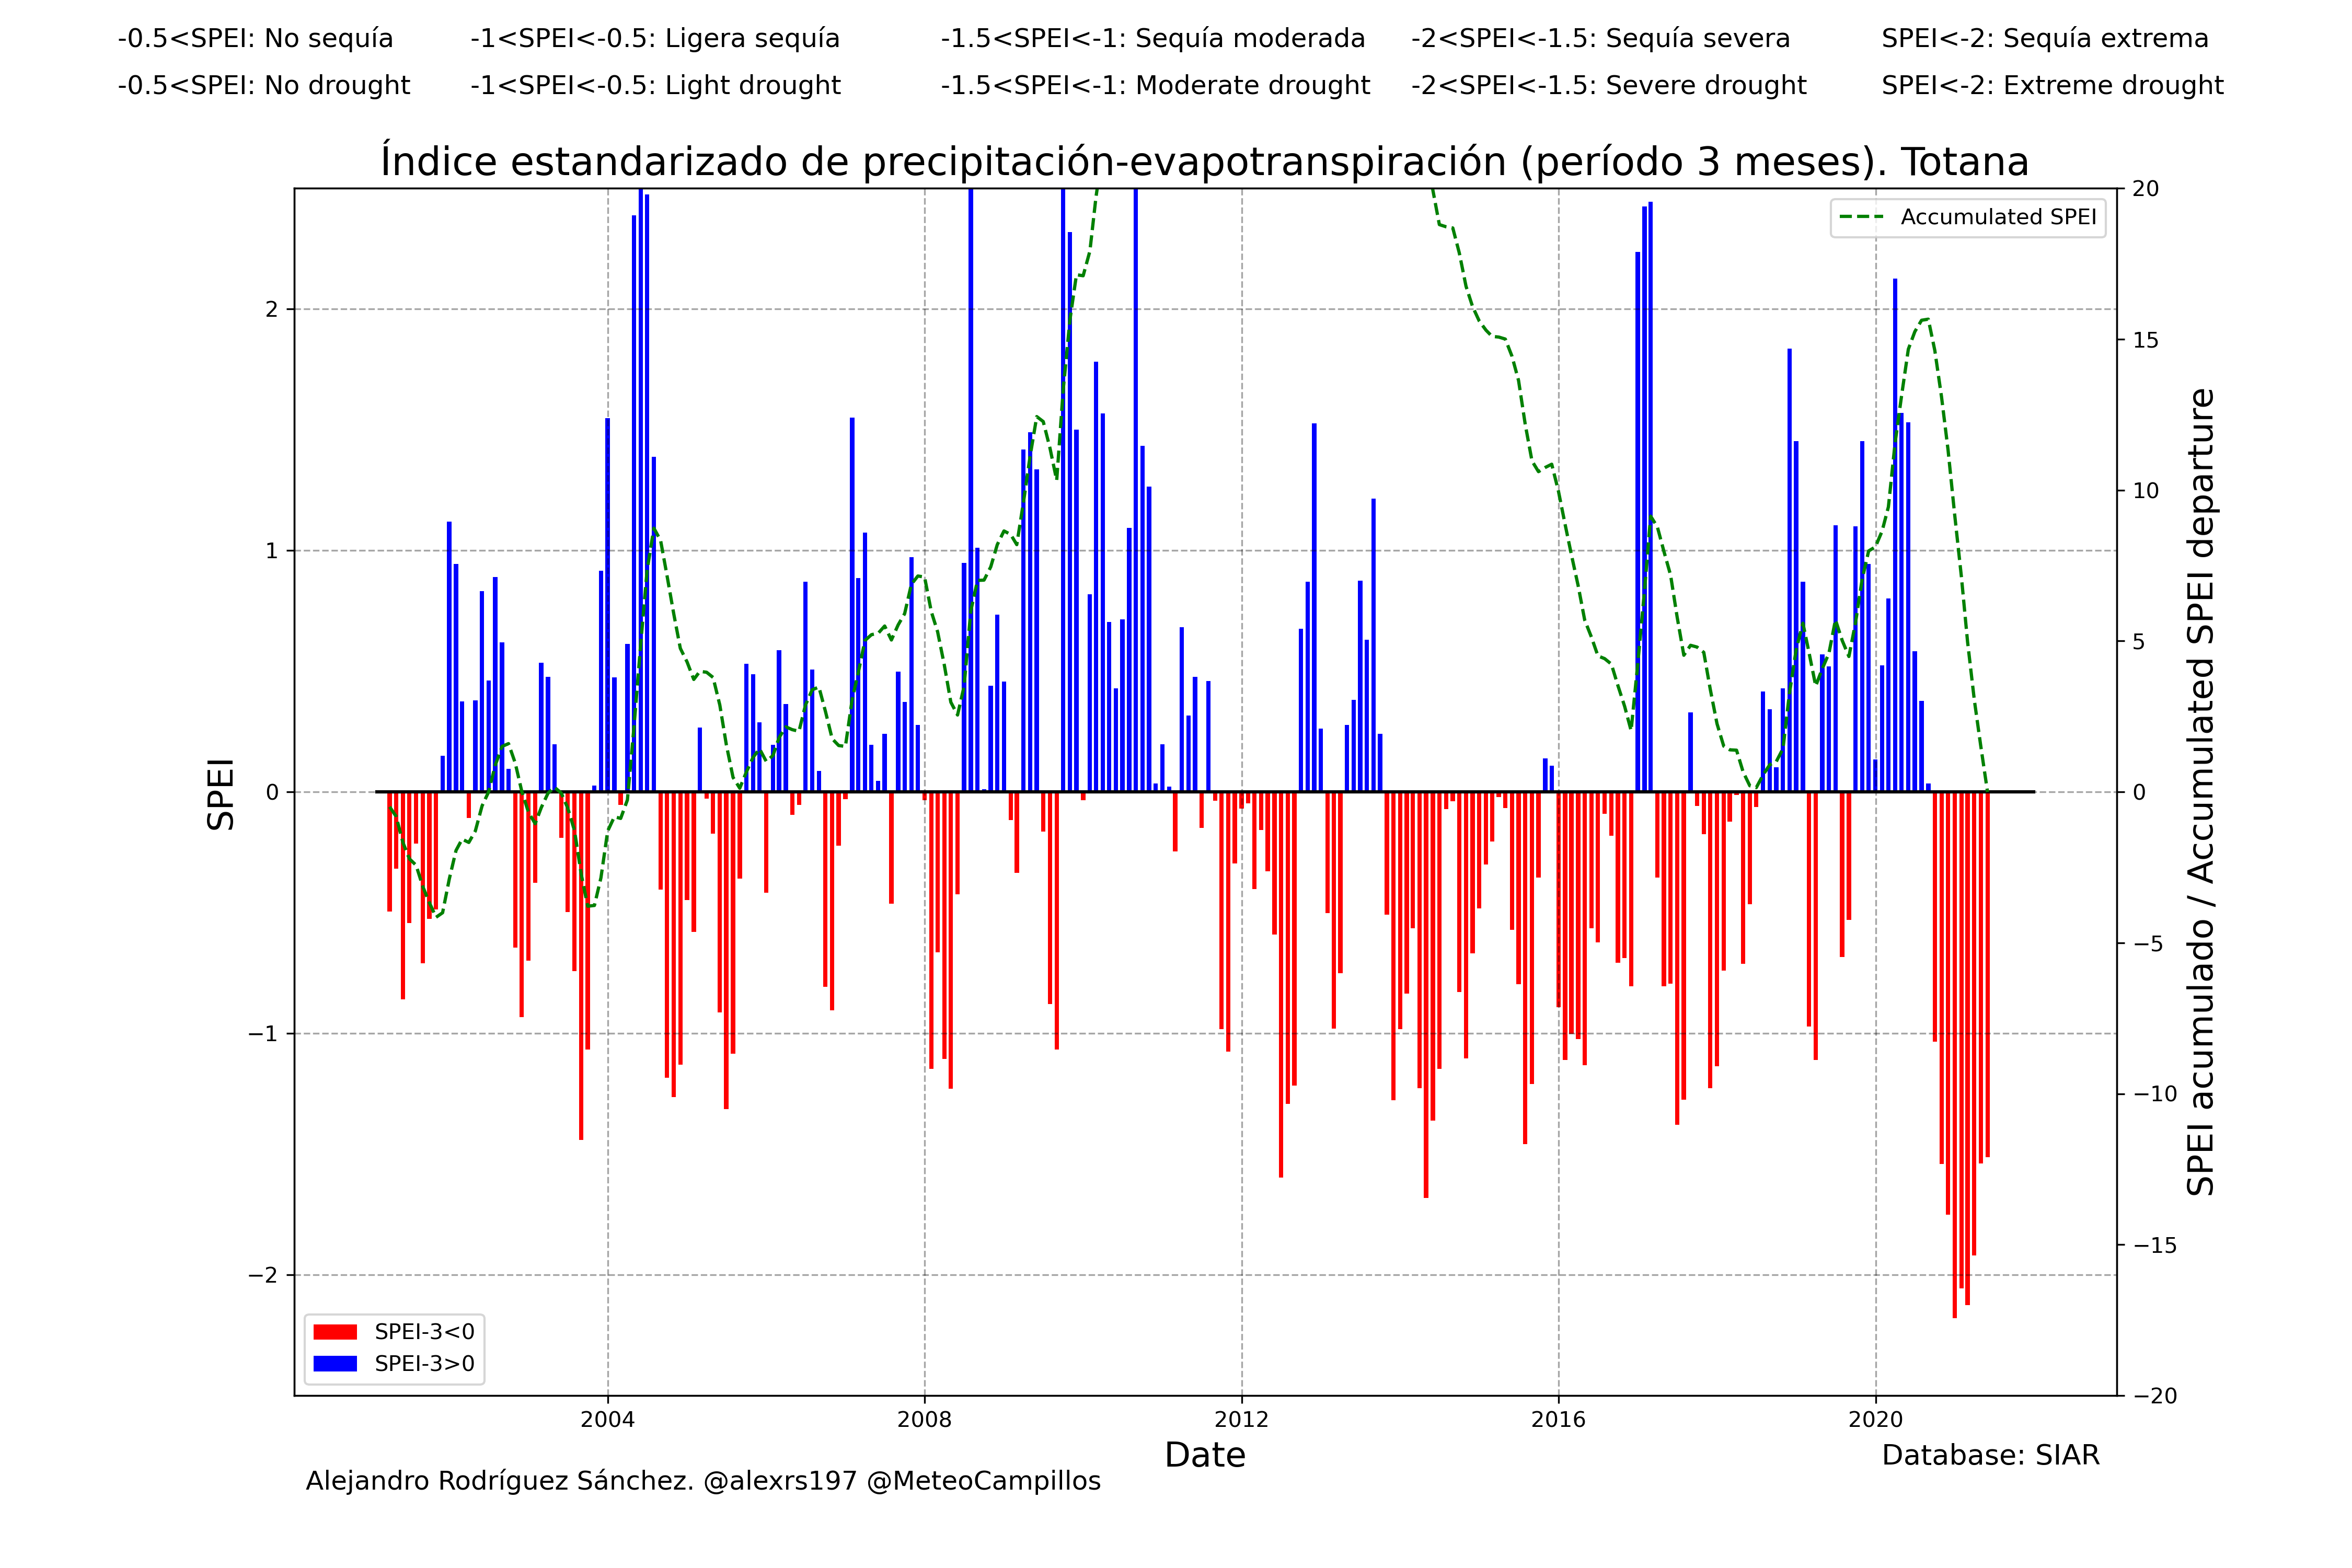 -0.5<SPEI: No sequía -1<SPEI<-0.5: Ligera sequía -1.5<SPEI<-1: Sequía moderada -2<SPEI<-1.5: Sequía severa SPEI<-2: Sequía extrema
-0.5<SPEI: No drought -1<SPEI<-0.5: Light drought -1.5<SPEI<-1: Moderate drought -2<SPEI<-1.5: Severe drought SPEI<-2: Extreme drought
Índice estandarizado de precipitación-evapotranspiración (período 3 meses). Totana
Accumulated SPEI
SPEI
2
1
0
−1
−2
20
15
10
5
0
−5
−10
−15
−20
SPEI acumulado / Accumulated SPEI departure
SPEI-3<0
SPEI-3>0
2004 2008 2012 2016 2020
Date
Database: SIAR
Alejandro Rodríguez Sánchez. @alexrs197 @MeteoCampillos